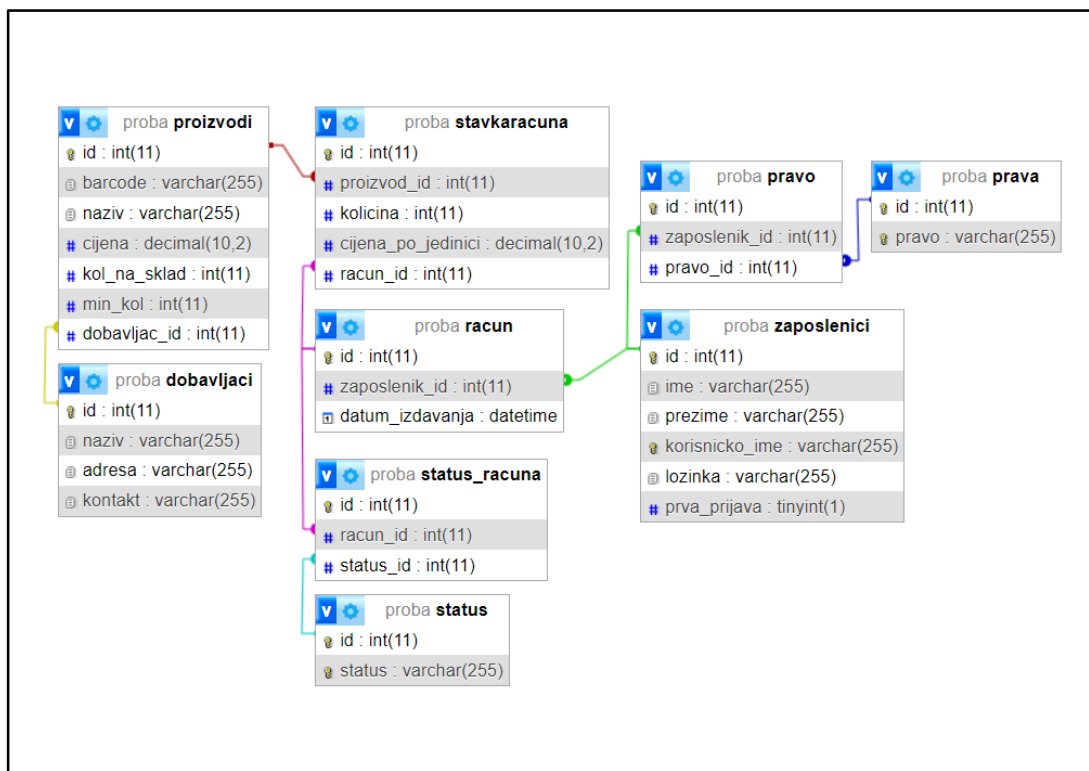 proba proizvodi
id : int(11)
barcode : varchar(255)
naziv : varchar(255)
cijena : decimal(10,2)
kol_na_sklad : int(11)
min_kol : int(11)
dobavljac_id : int(11)
proba dobavljaci
id : int(11)
naziv : varchar(255)
adresa : varchar(255)
kontakt : varchar(255)
proba stavkaracuna
id : int(11)
proizvod_id : int(11)
kolicina : int(11)
cijena_po_jedinici : decimal(10,2)
racun_id : int(11)
proba racun
id : int(11)
zaposlenik_id : int(11)
datum_izdavanja : datetime
proba status_racuna
id : int(11)
racun_id : int(11)
status_id : int(11)
proba status
id : int(11)
status : varchar(255)
proba pravo
id : int(11)
zaposlenik_id : int(11)
pravo_id : int(11)
proba prava
id : int(11)
pravo : varchar(255)
proba zaposlenici
id : int(11)
ime : varchar(255)
prezime : varchar(255)
korisnicko_ime : varchar(255)
lozinka : varchar(255)
prva_prijava : tinyint(1)